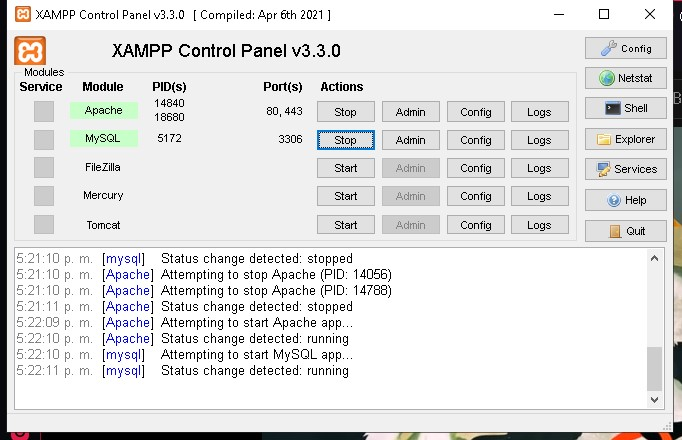 XAMPP Control Panel v3.3.0 [ Compiled: Apr 6th 2021 ]
XAMPP Control Panel v3.3.0
Config
Modules
Service Module PID(s) Port(s) Actions
Netstat
Apache 14840 18680 80, 443 Stop Admin Config Logs
Shell
MySQL 5172 3306 Stop Admin Config Logs
Explorer
FileZilla Start Admin Config Logs
Services
Mercury Start Admin Config Logs
Help
Tomcat Start Admin Config Logs
Quit
5:21:10 p. m. [mysql] Status change detected: stopped
5:21:10 p. m. [Apache] Attempting to stop Apache (PID: 14056)
5:21:10 p. m. [Apache] Attempting to stop Apache (PID: 14788)
5:21:11 p. m. [Apache] Status change detected: stopped
5:22:09 p. m. [Apache] Attempting to start Apache app...
5:22:10 p. m. [Apache] Status change detected: running
5:22:10 p. m. [mysql] Attempting to start MySQL app...
5:22:11 p. m. [mysql] Status change detected: running